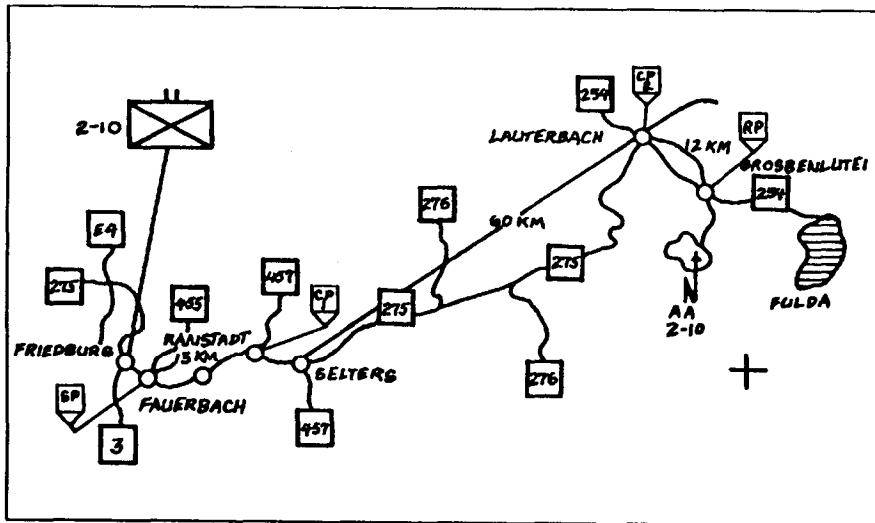 2-10
E4
275
FRIEDBURG
SP
3
455
RANSTADT
13 KM
FAUERBACH
457
CP
1
SELTERS
457
275
276
60 KM
276
275
254
CP
2
LAUTERBACH
12 KM
RP
GROSBENLUTEI
254
FULDA
N
AA
2-10